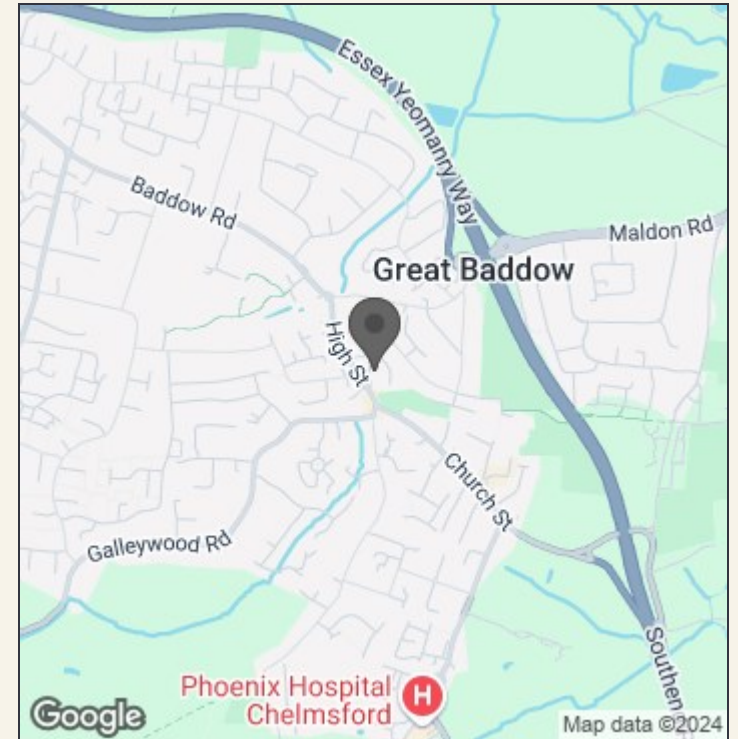 Essex Yeomanry Way
Baddow Rd
Maldon Rd
Great Baddow
High St
Church St
Galleywood Rd
Southen
Phoenix Hospital
Chelmsford
H
Google
Map data ©2024